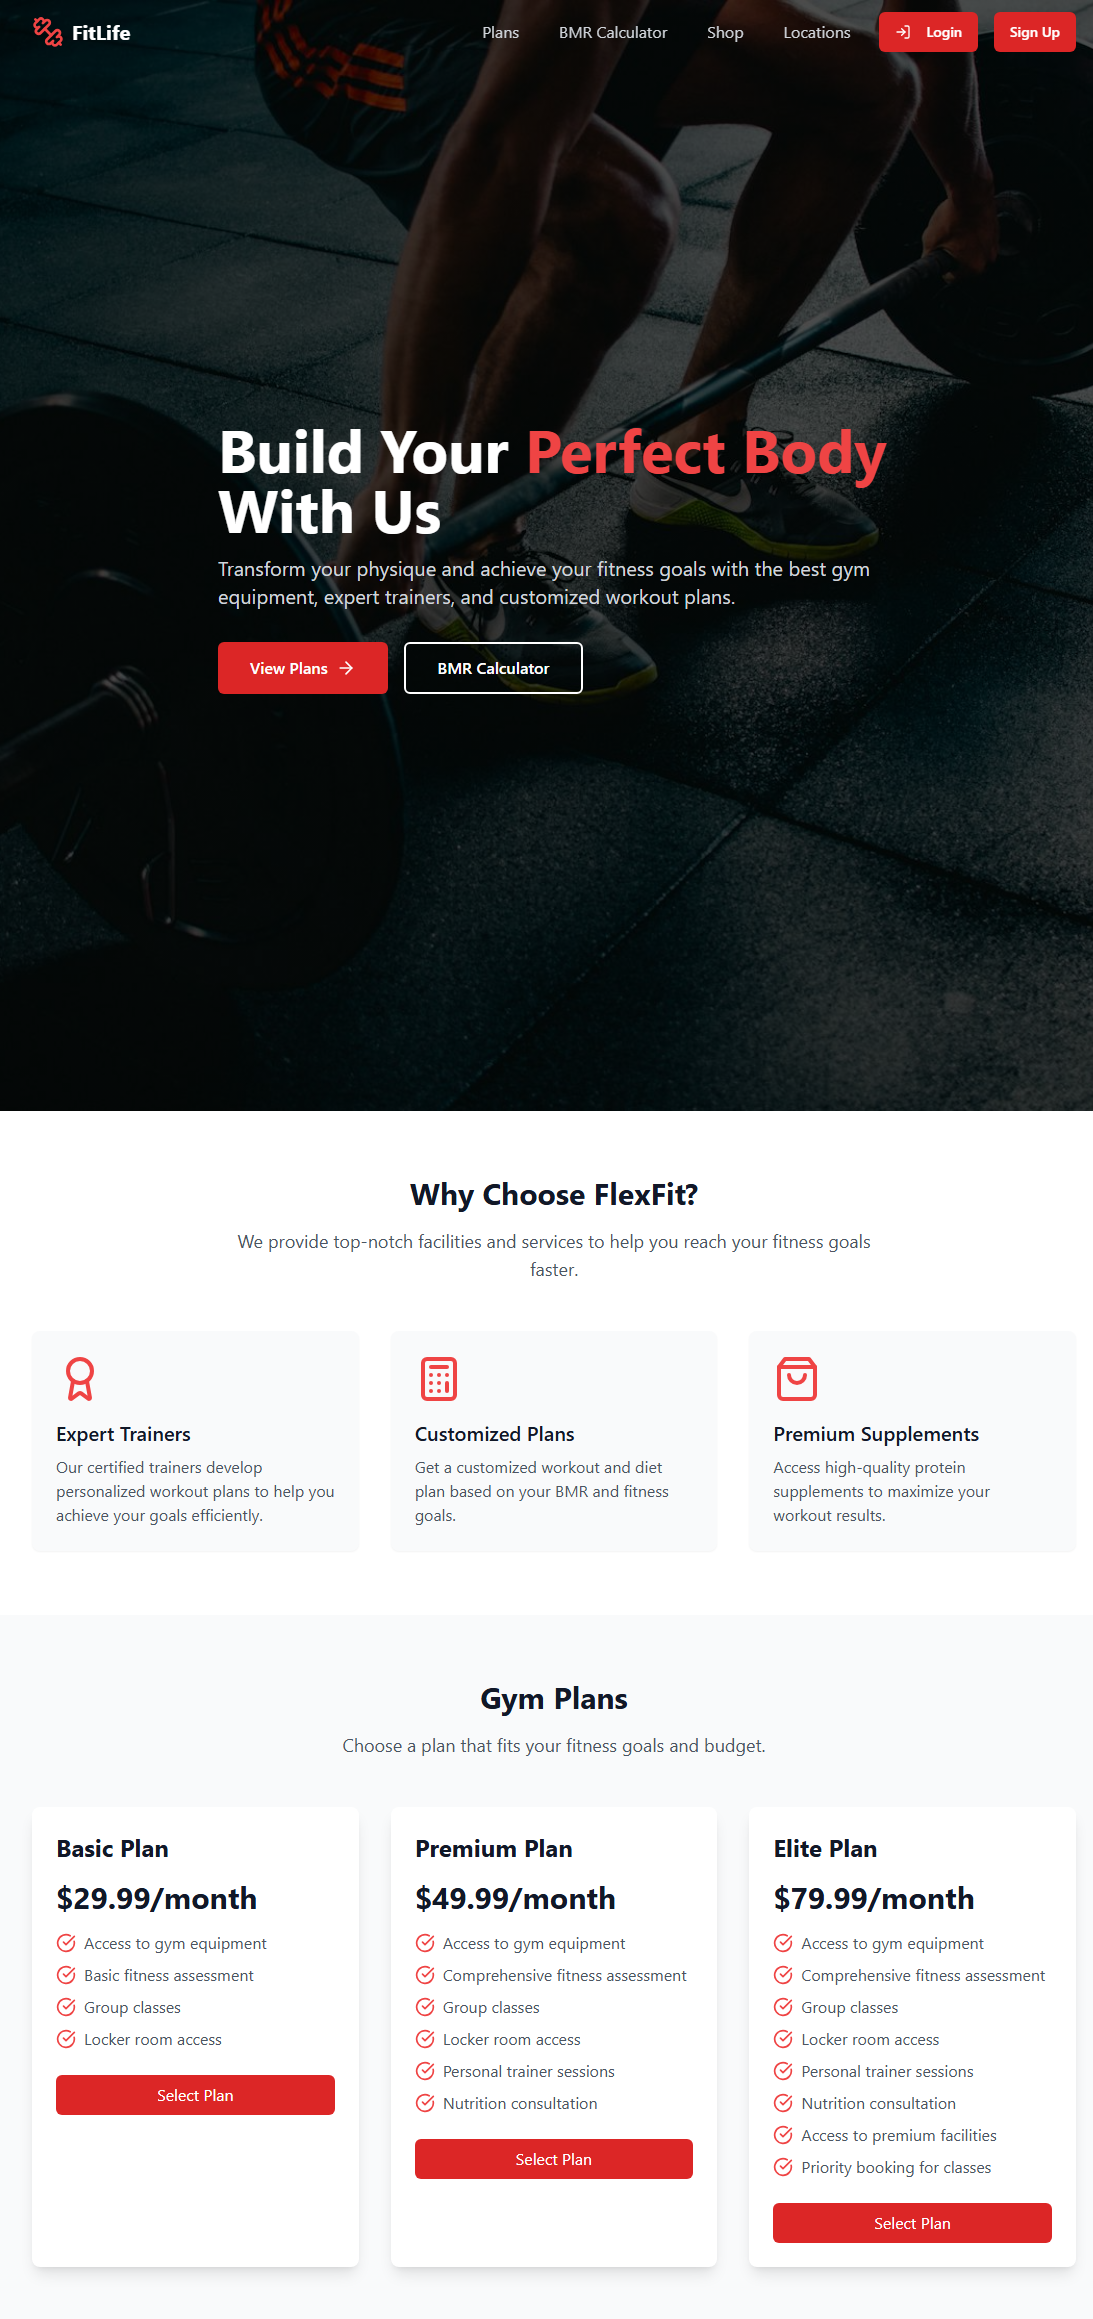 FitLife
Plans
BMR Calculator
Shop
Locations
Login
Sign Up
Build Your Perfect Body
With Us
Transform your physique and achieve your fitness goals with the best gym
equipment, expert trainers, and customized workout plans.
View Plans
BMR Calculator
Why Choose FlexFit?
We provide top-notch facilities and services to help you reach your fitness goals
faster.
Expert Trainers
Our certified trainers develop
personalized workout plans to help you
achieve your goals efficiently.
Customized Plans
Get a customized workout and diet
plan based on your BMR and fitness
goals.
Premium Supplements
Access high-quality protein
supplements to maximize your
workout results.
Gym Plans
Choose a plan that fits your fitness goals and budget.
Basic Plan
$29.99/month
Access to gym equipment
Basic fitness assessment
Group classes
Locker room access
Select Plan
Premium Plan
$49.99/month
Access to gym equipment
Comprehensive fitness assessment
Group classes
Locker room access
Personal trainer sessions
Nutrition consultation
Select Plan
Elite Plan
$79.99/month
Access to gym equipment
Comprehensive fitness assessment
Group classes
Locker room access
Personal trainer sessions
Nutrition consultation
Access to premium facilities
Priority booking for classes
Select Plan